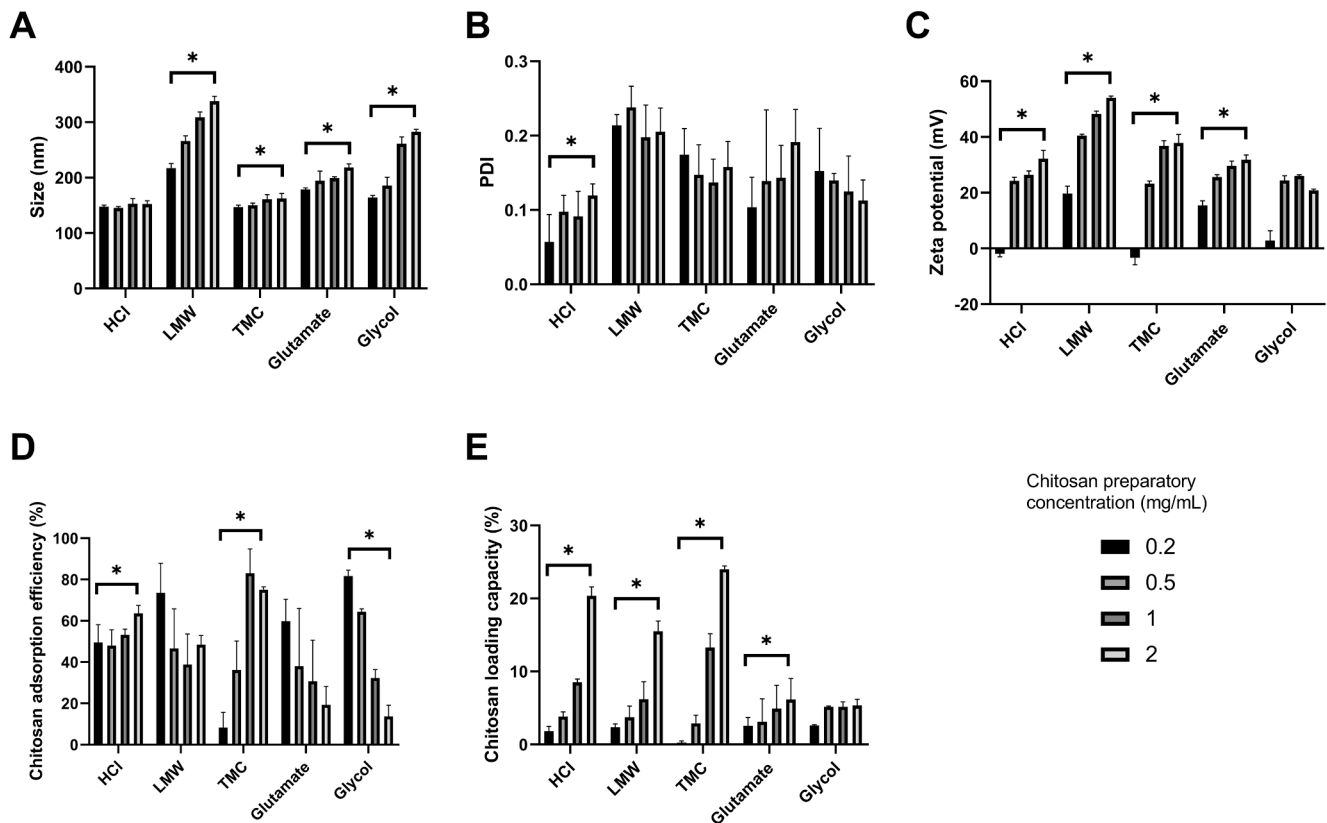 A
Size (nm)
400
300
200
100
0
*
*
*
*
HCl
LMW
TMC
Glutamate
Glycol
B
PDI
0.3
0.2
0.1
0.0
*
HCl
LMW
TMC
Glutamate
Glycol
C
Zeta potential (mV)
60
40
20
0
-20
*
*
*
*
HCl
LMW
TMC
Glutamate
Glycol
D
Chitosan adsorption efficiency (%)
100
80
60
40
20
0
*
*
*
HCl
LMW
TMC
Glutamate
Glycol
E
Chitosan loading capacity (%)
30
20
10
0
*
*
*
*
HCl
LMW
TMC
Glutamate
Glycol
Chitosan preparatory
concentration (mg/mL)
0.2
0.5
1
2